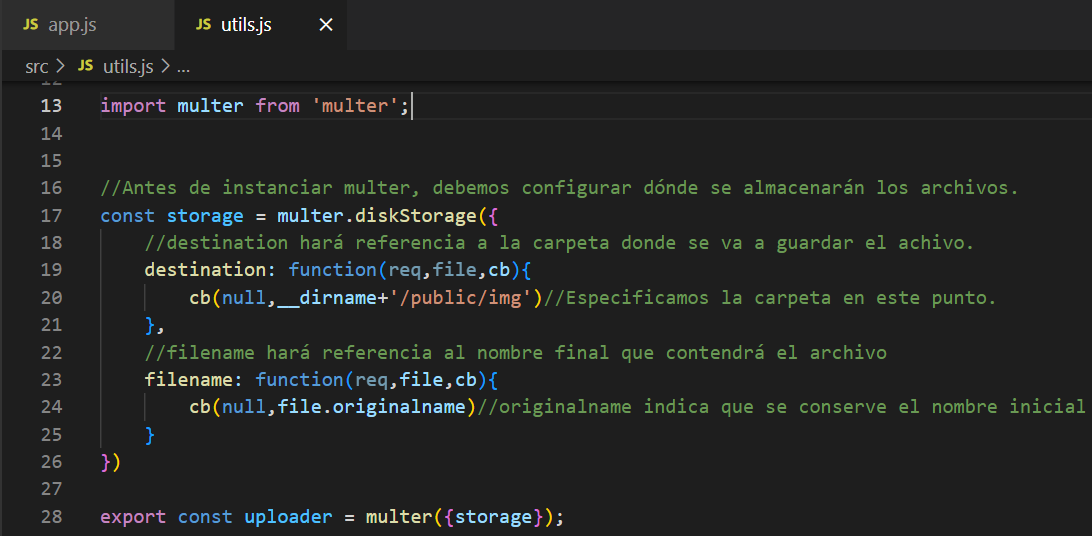 JS app.js JS utils.js ×
src > JS utils.js > ...
12
13 import multer from 'multer';
14
15
16 //Antes de instanciar multer, debemos configurar dónde se almacenarán los archivos.
17 const storage = multer.diskStorage({
18 //destination hará referencia a la carpeta donde se va a guardar el achivo.
19 destination: function(req,file,cb){
20 cb(null,__dirname+'/public/img')//Especificamos la carpeta en este punto.
21 },
22 //filename hará referencia al nombre final que contendrá el archivo
23 filename: function(req,file,cb){
24 cb(null,file.originalname)//originalname indica que se conserve el nombre inicial
25 }
26 })
27
28 export const uploader = multer({storage});